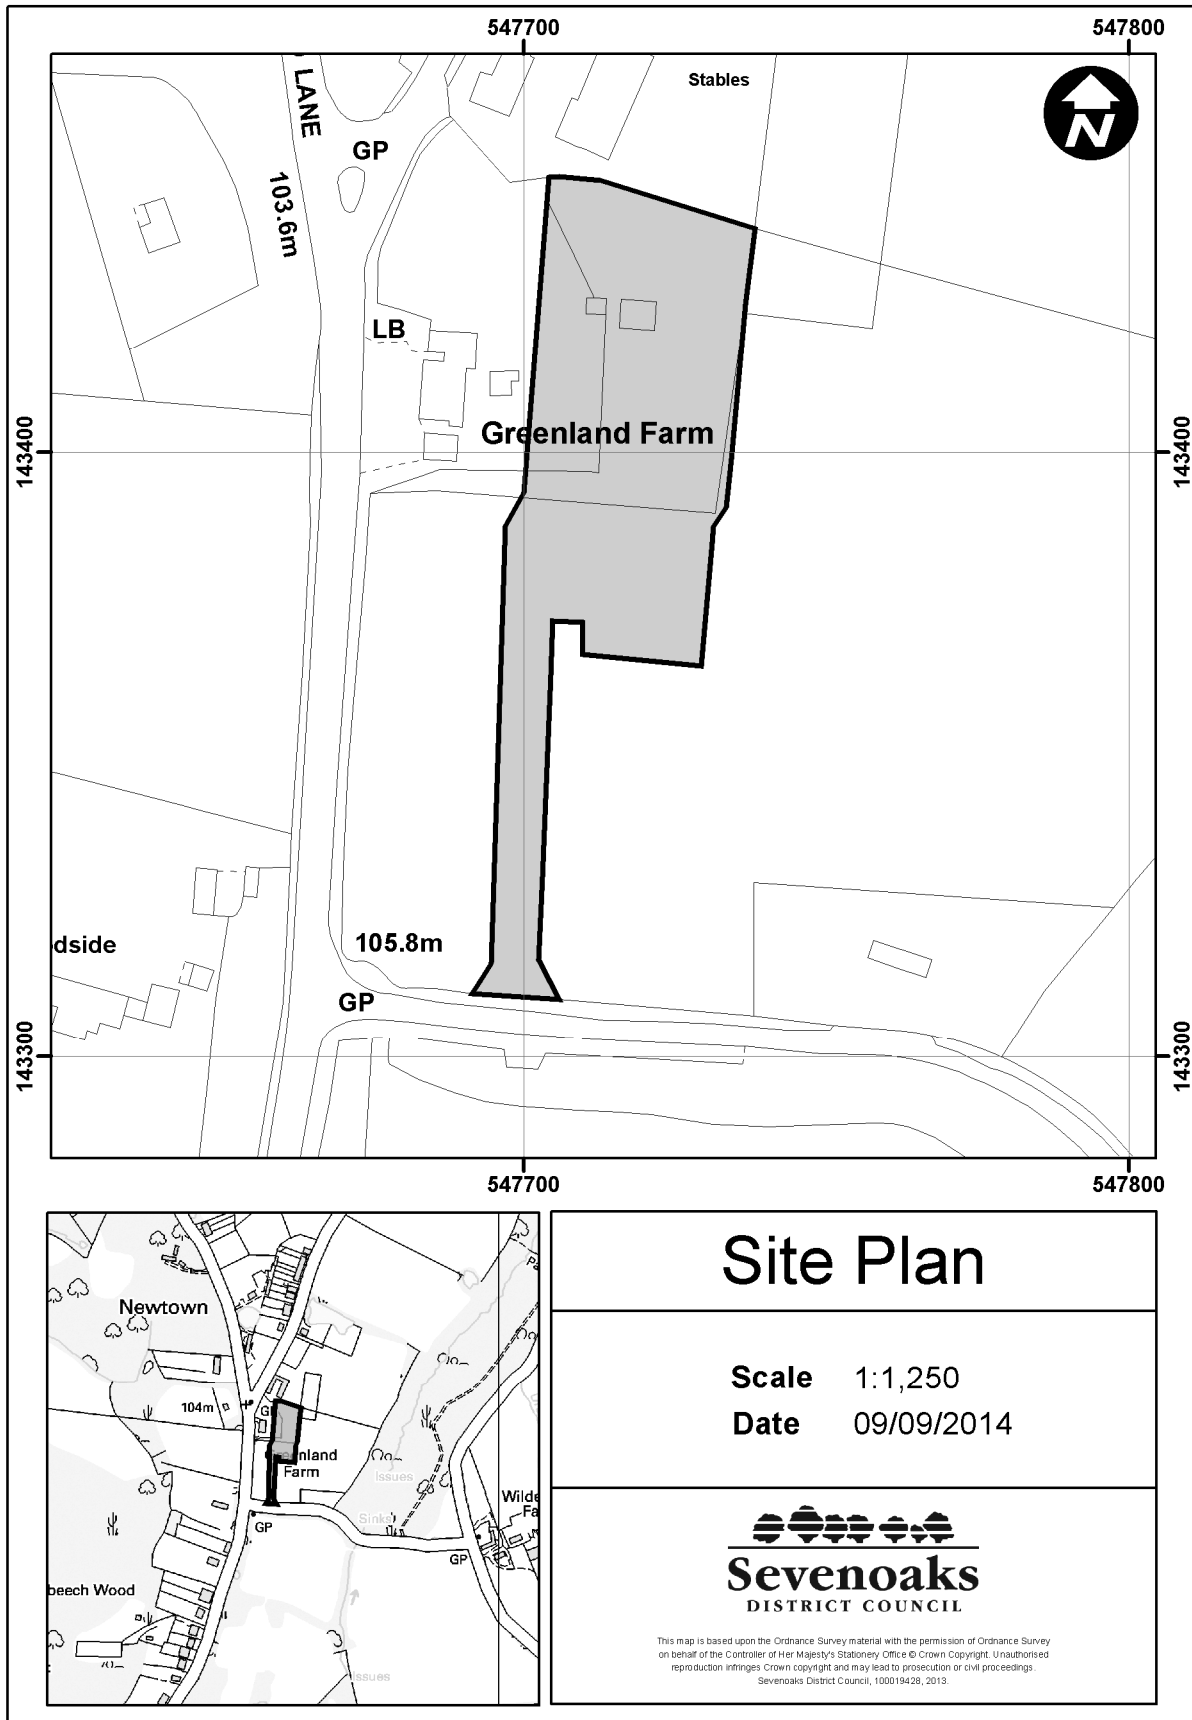 547700
547800
LANE
Stables
N
GP
103.6m
LB
Greenland Farm
143400
143400
dside
105.8m
GP
143300
143300
547700
547800
Newtown
104m
Farm
Issues
Sinks
GP
GP
beech Wood
Issues
Site Plan
Scale 1:1,250
Date 09/09/2014
Sevenoaks
DISTRICT COUNCIL
This map is based upon the Ordnance Survey material with the permission of Ordnance Survey
on behalf of the Controller of Her Majesty's Stationery Office © Crown Copyright. Unauthorised
reproduction infringes Crown copyright and may lead to prosecution or civil proceedings.
Sevenoaks District Council, 100019428, 2013.